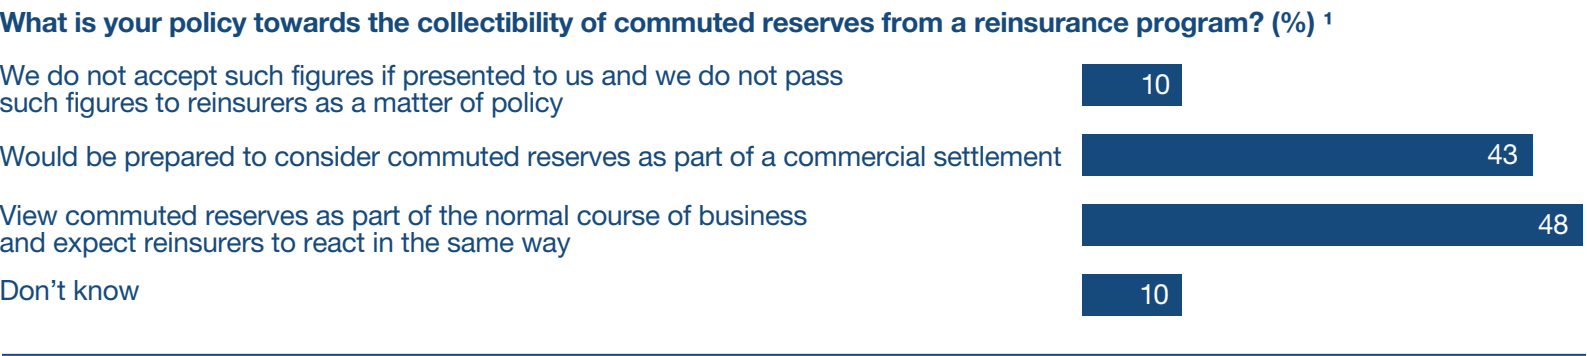 What is your policy towards the collectibility of commuted reserves from a reinsurance program? (%) ¹
We do not accept such figures if presented to us and we do not pass
such figures to reinsurers as a matter of policy
10
Would be prepared to consider commuted reserves as part of a commercial settlement
43
View commuted reserves as part of the normal course of business
and expect reinsurers to react in the same way
48
Don’t know
10